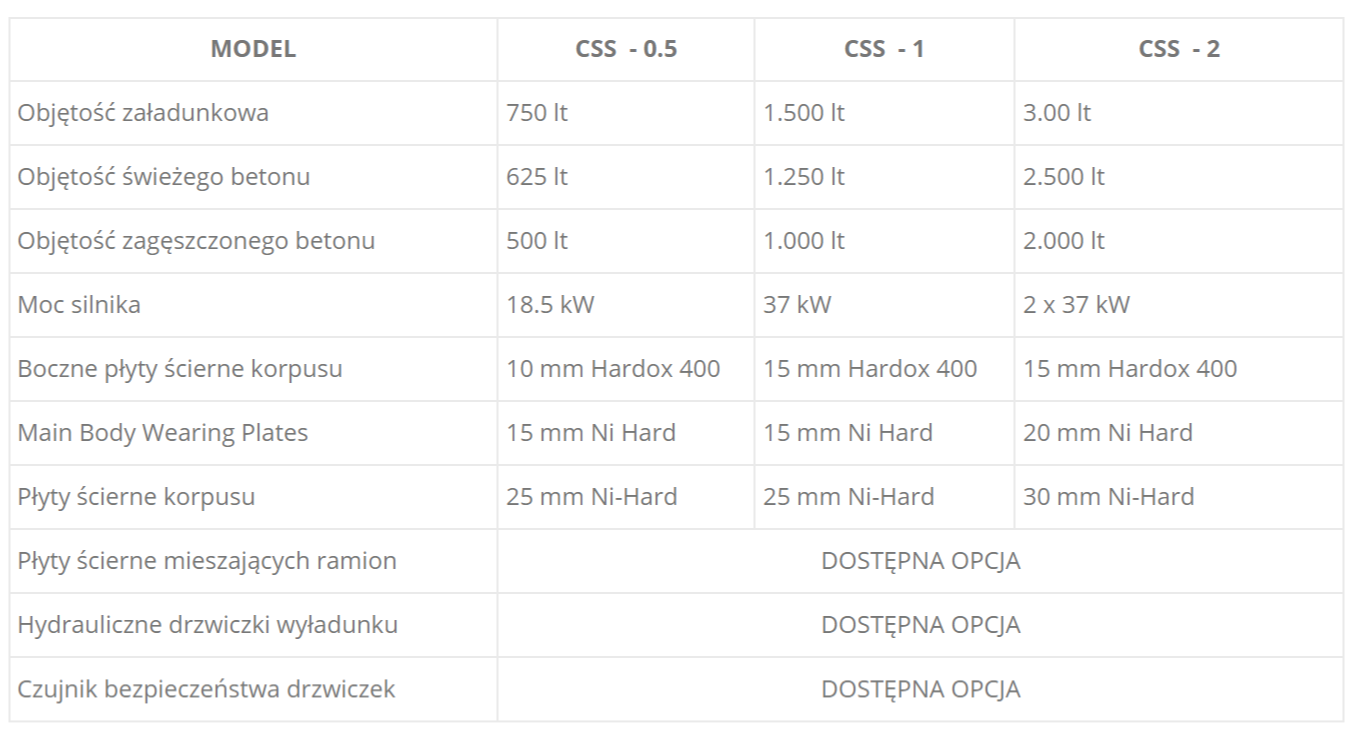 MODEL CSS - 0.5 CSS - 1 CSS - 2
Objętość załadunkowa 750 lt 1.500 lt 3.00 lt
Objętość świeżego betonu 625 lt 1.250 lt 2.500 lt
Objętość zagęszczonego betonu 500 lt 1.000 lt 2.000 lt
Moc silnika 18.5 kW 37 kW 2 x 37 kW
Boczne płyty ścierne korpusu 10 mm Hardox 400 15 mm Hardox 400 15 mm Hardox 400
Main Body Wearing Plates 15 mm Ni Hard 15 mm Ni Hard 20 mm Ni Hard
Płyty ścierne korpusu 25 mm Ni-Hard 25 mm Ni-Hard 30 mm Ni-Hard
Płyty ścierne mieszających ramion DOSTĘPNA OPCJA
Hydrauliczne drzwiczki wyładunku DOSTĘPNA OPCJA
Czujnik bezpieczeństwa drzwiczek DOSTĘPNA OPCJA